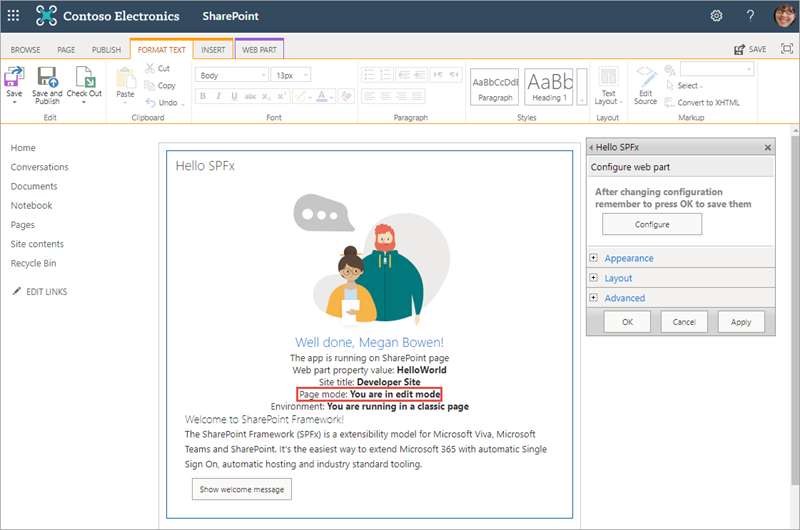 Contoso Electronics SharePoint ?
BROWSE PAGE PUBLISH FORMAT TEXT INSERT WEB PART SAVE
Save
Save and Publish
Check Out
Edit
Paste
Cut
Copy
Undo
Clipboard
Body 13px
B I U abc x₂ x² A
Font
Paragraph
AaBbCcDdI
Paragraph
AaBb
Heading 1
Styles
Text Layout
Layout
Edit Source
Select
Convert to XHTML
Markup
Home
Conversations
Documents
Notebook
Pages
Site contents
Recycle Bin
EDIT LINKS
Hello SPFx
Well done, Megan Bowen!
The app is running on SharePoint page
Web part property value: HelloWorld
Site title: Developer Site
Page mode: You are in edit mode
Environment: You are running in a classic page
Welcome to SharePoint Framework!
The SharePoint Framework (SPFx) is a extensibility model for Microsoft Viva, Microsoft
Teams and SharePoint. It's the easiest way to extend Microsoft 365 with automatic Single
Sign On, automatic hosting and industry standard tooling.
Show welcome message
Hello SPFx
Configure web part
After changing configuration
remember to press OK to save them
Configure
Appearance
Layout
Advanced
OK Cancel Apply